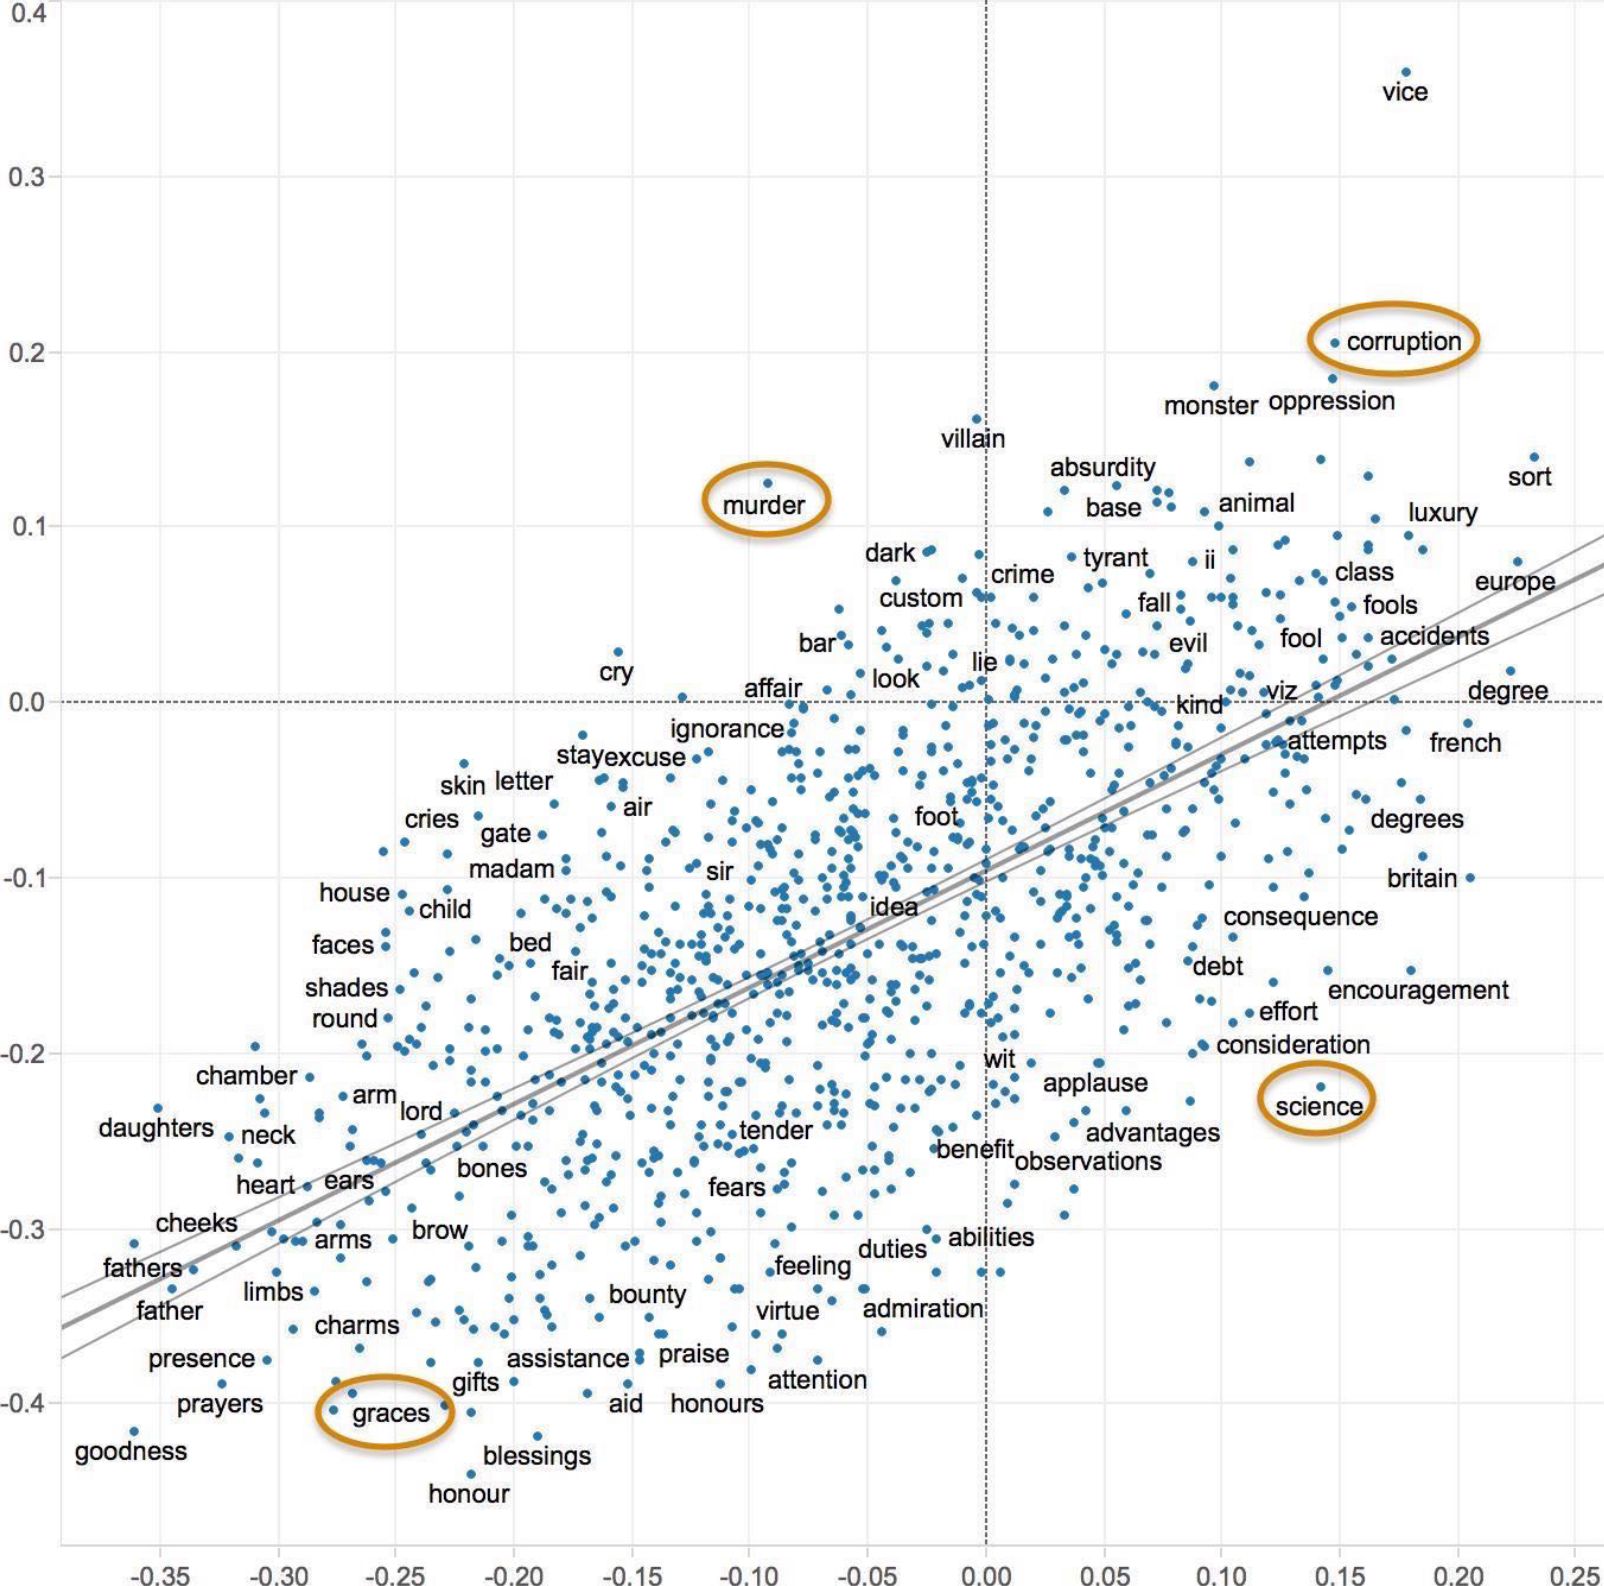 0.4
vice
0.3
0.2
corruption
monster oppression
villain
absurdity
sort
murder
base
animal
luxury
0.1
dark
tyrant
ii
crime
class
europe
custom
fall
fools
bar
evil
fool
accidents
cry
lie
look
affair
viz
degree
0.0
kind
ignorance
stay excuse
attempts
french
skin
letter
air
foot
cries
gate
degrees
madam
sir
-0.1
britain
house
child
idea
consequence
faces
bed
fair
debt
shades
encouragement
round
effort
-0.2
wit
consideration
chamber
applause
arm
lord
science
daughters
neck
tender
advantages
benefit
observations
bones
heart
ears
fears
cheeks
-0.3
arms
brow
duties
abilities
fathers
feeling
limbs
bounty
father
virtue
admiration
charms
presence
assistance
praise
gifts
attention
-0.4
prayers
graces
aid
honours
goodness
blessings
honour
-0.35
-0.30
-0.25
-0.20
-0.15
-0.10
-0.05
0.00
0.05
0.10
0.15
0.20
0.25